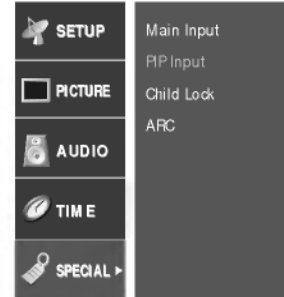 SETUP
PICTURE
AUDIO
TIME
SPECIAL
Main Input
PIP Input
Child Lock
ARC